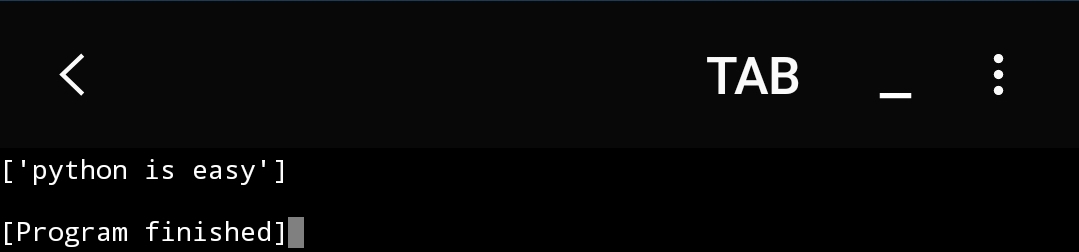 TAB _
['python is easy']
[Program finished]